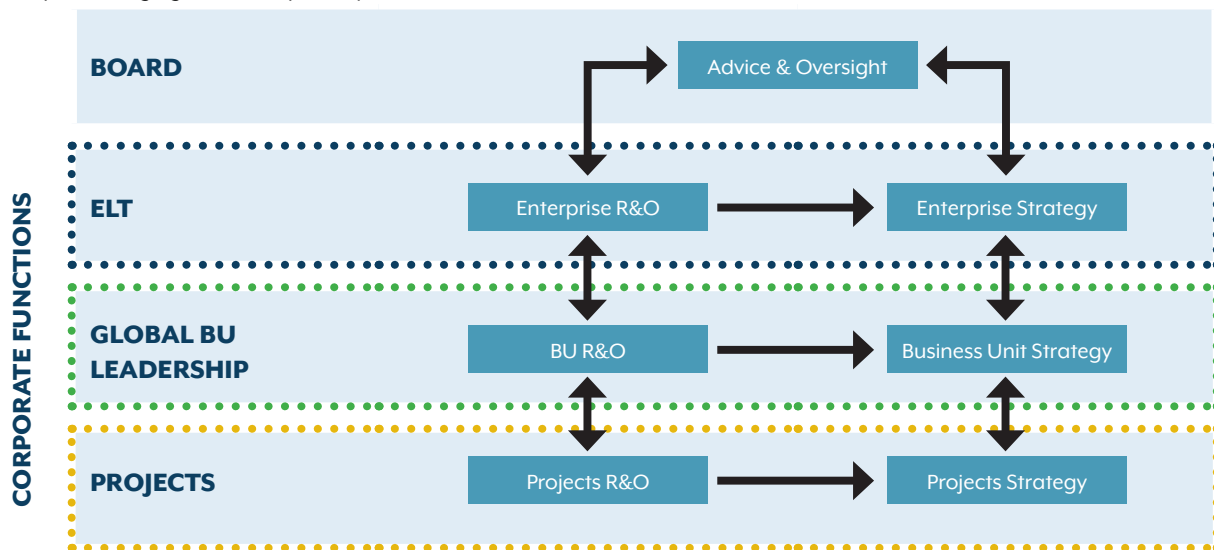 BOARD
Advice & Oversight
CORPORATE FUNCTIONS
ELT
Enterprise R&O
Enterprise Strategy
GLOBAL BU
LEADERSHIP
BU R&O
Business Unit Strategy
PROJECTS
Projects R&O
Projects Strategy